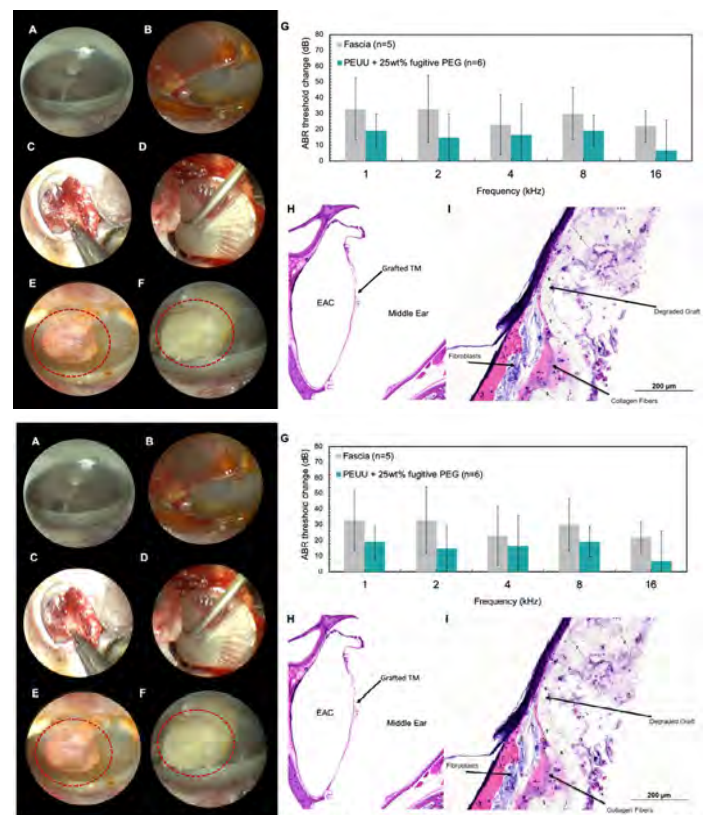 A
B
C
D
E
F
G
80
70
60
50
40
30
20
10
0
ABR threshold change (dB)
Fascia (n=5)
PEUU + 25wt% fugitive PEG (n=6)
1
2
4
8
16
Frequency (kHz)
H
EAC
Grafted TM
Middle Ear
I
Degraded Graft
Fibroblasts
Collagen Fibers
200 µm
A
B
C
D
E
F
G
80
70
60
50
40
30
20
10
0
ABR threshold change (dB)
Fascia (n=5)
PEUU + 25wt% fugitive PEG (n=6)
1
2
4
8
16
Frequency (kHz)
H
EAC
Grafted TM
Middle Ear
I
Degraded Graft
Fibroblasts
Collagen Fibers
200 µm